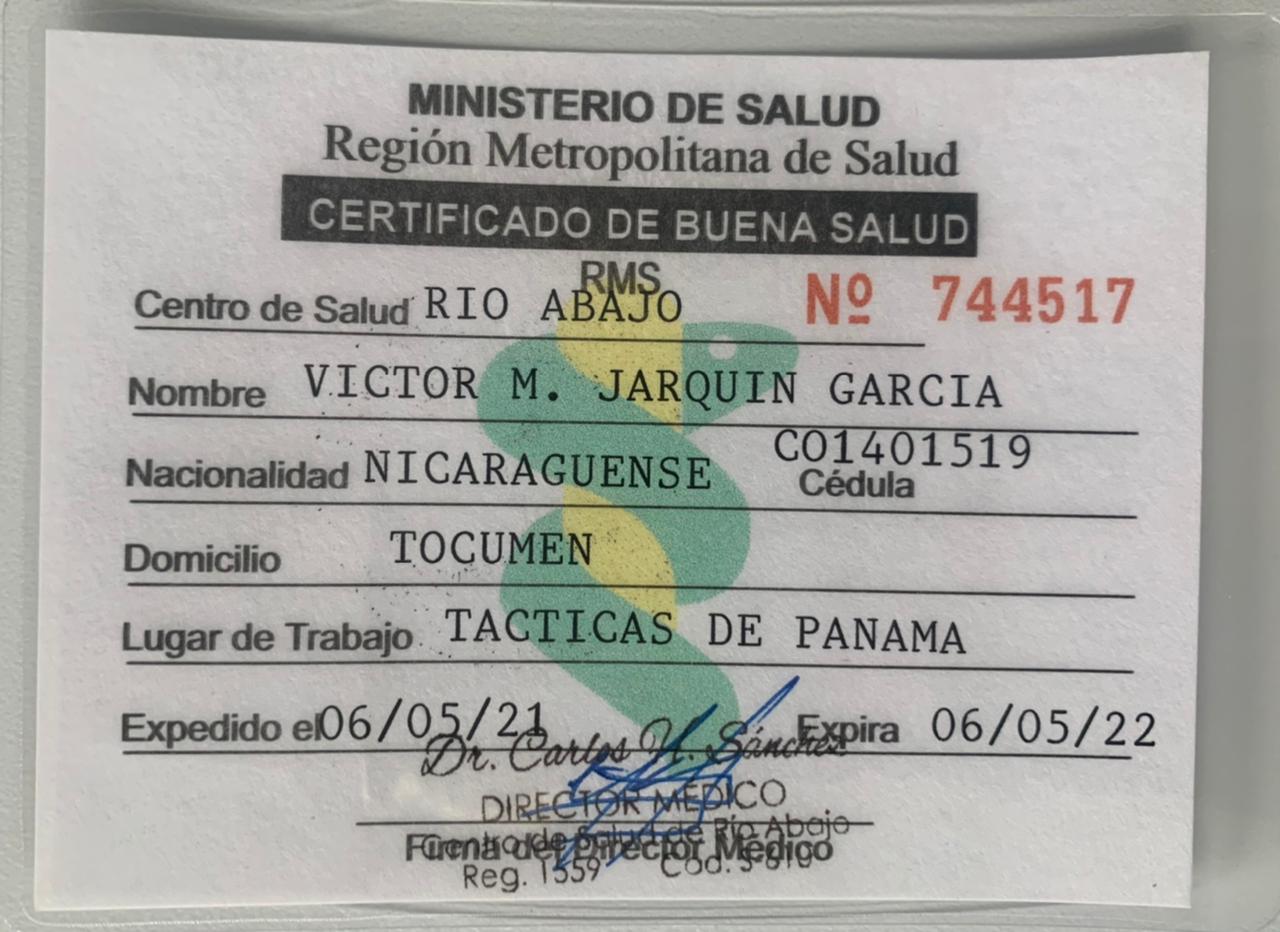 MINISTERIO DE SALUD
Región Metropolitana de Salud
CERTIFICADO DE BUENA SALUD
RMS
Centro de Salud RIO ABAJO Nº 744517
Nombre VICTOR M. JARQUIN GARCIA
CO1401519
Nacionalidad NICARAGUENSE Cédula
Domicilio TOCUMEN
Lugar de Trabajo TACTICAS DE PANAMA
Expedido el 06/05/21 Expira 06/05/22
Dr. Carlos H. Sánchez
DIRECTOR MÉDICO
Centro de Salud de Río Abajo
Firma del Director Médico
Reg. 1559 Cod.